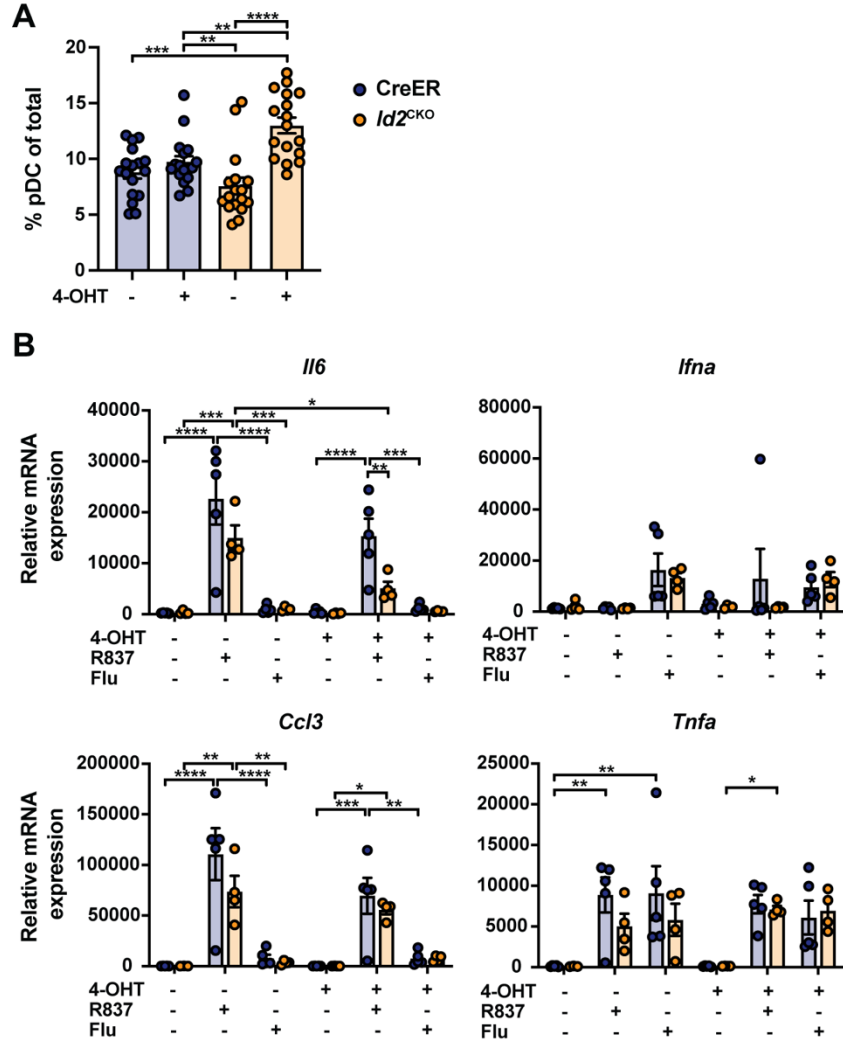 A
****
**
**
***
20
15
10
5
0
% pDC of total
CreER
Id2CKO
4-OHT - + - +
B
Il6
Ifna
40000
30000
20000
10000
0
Relative mRNA
expression
*
*** ***
**** ****
**** ***
**
80000
60000
40000
20000
0
4-OHT - - - + + +
R837 - + - - + -
Flu - - + - - +
4-OHT - - - + + +
R837 - + - - + -
Flu - - + - - +
Ccl3
Tnfa
200000
150000
100000
50000
0
Relative mRNA
expression
** **
**** ****
*
*** **
25000
20000
15000
10000
5000
0
**
**
*
4-OHT - - - + + +
R837 - + - - + -
Flu - - + - - +
4-OHT - - - + + +
R837 - + - - + -
Flu - - + - - +